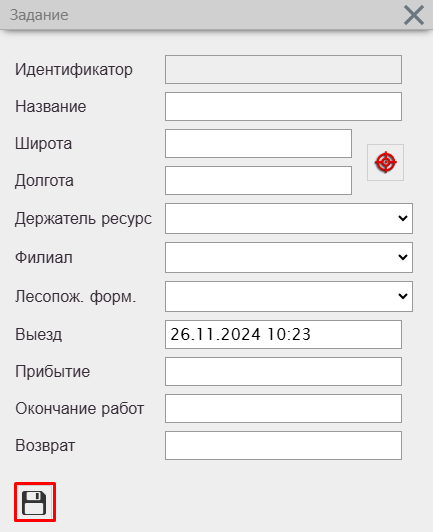 Задание
Идентификатор
Название
Широта
Долгота
Держатель ресурс
Филиал
Лесопож. форм.
Выезд 26.11.2024 10:23
Прибытие
Окончание работ
Возврат